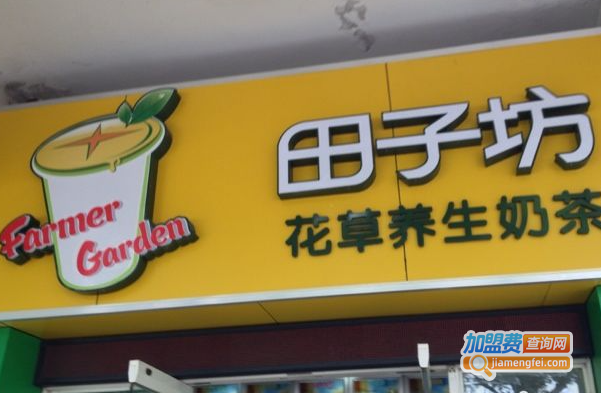 Farmer
Garden
田子坊
花草养生奶茶
加盟费查询网
jiamengfei.com